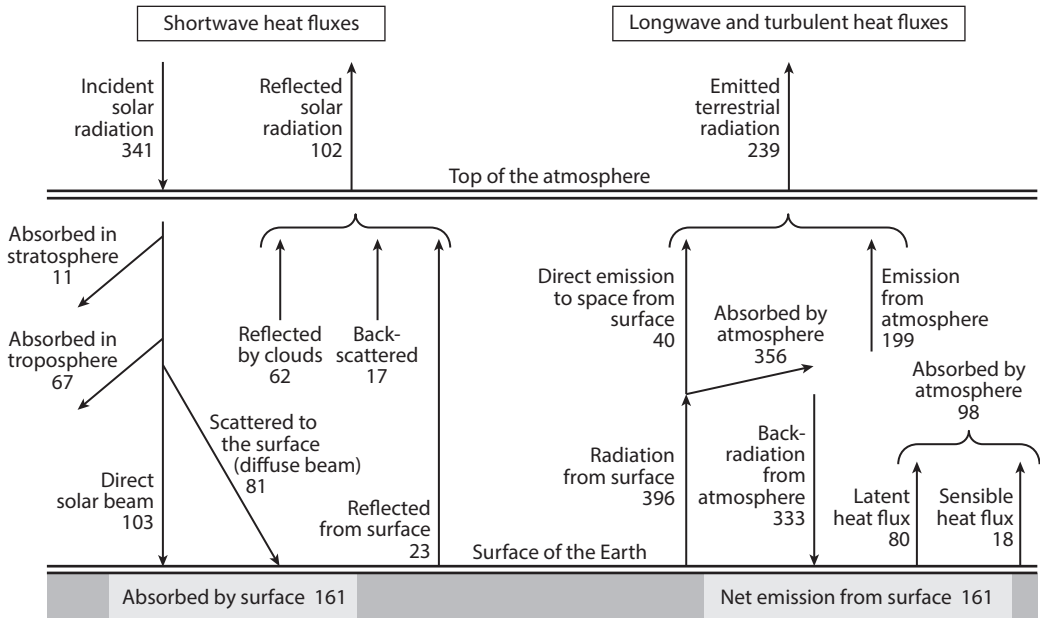 Shortwave heat fluxes
Longwave and turbulent heat fluxes
Incident
solar
radiation
341
Reflected
solar
radiation
102
Emitted
terrestrial
radiation
239
Top of the atmosphere
Absorbed in
stratosphere
11
Absorbed in
troposphere
67
Reflected
by clouds
62
Back-
scattered
17
Scattered to
the surface
(diffuse beam)
81
Direct
solar beam
103
Reflected
from surface
23
Direct emission
to space from
surface
40
Absorbed by
atmosphere
356
Emission
from
atmosphere
199
Radiation
from surface
396
Back-
radiation
from
atmosphere
333
Absorbed by
atmosphere
98
Latent
heat flux
80
Sensible
heat flux
18
Surface of the Earth
Absorbed by surface 161
Net emission from surface 161